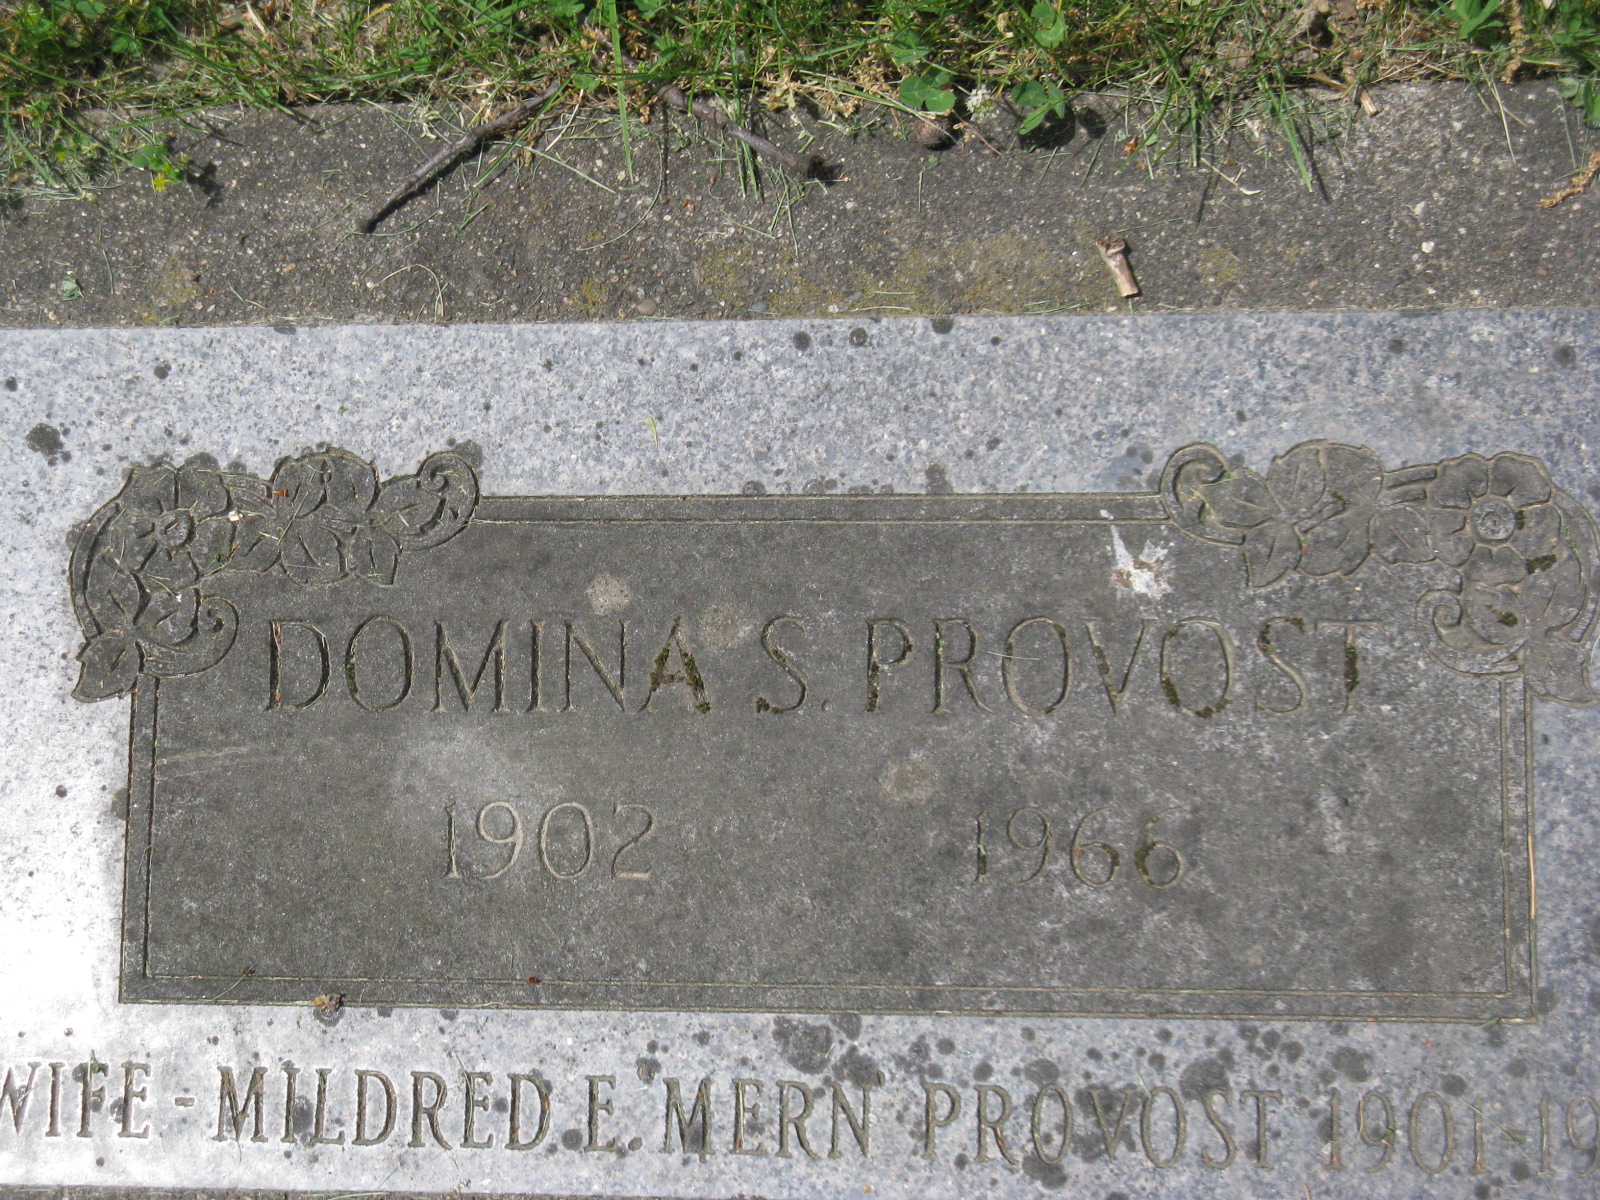 DOMINA S. PROVOST
1902 1966
WIFE - MILDRED E. "MERN" PROVOST 1901-19